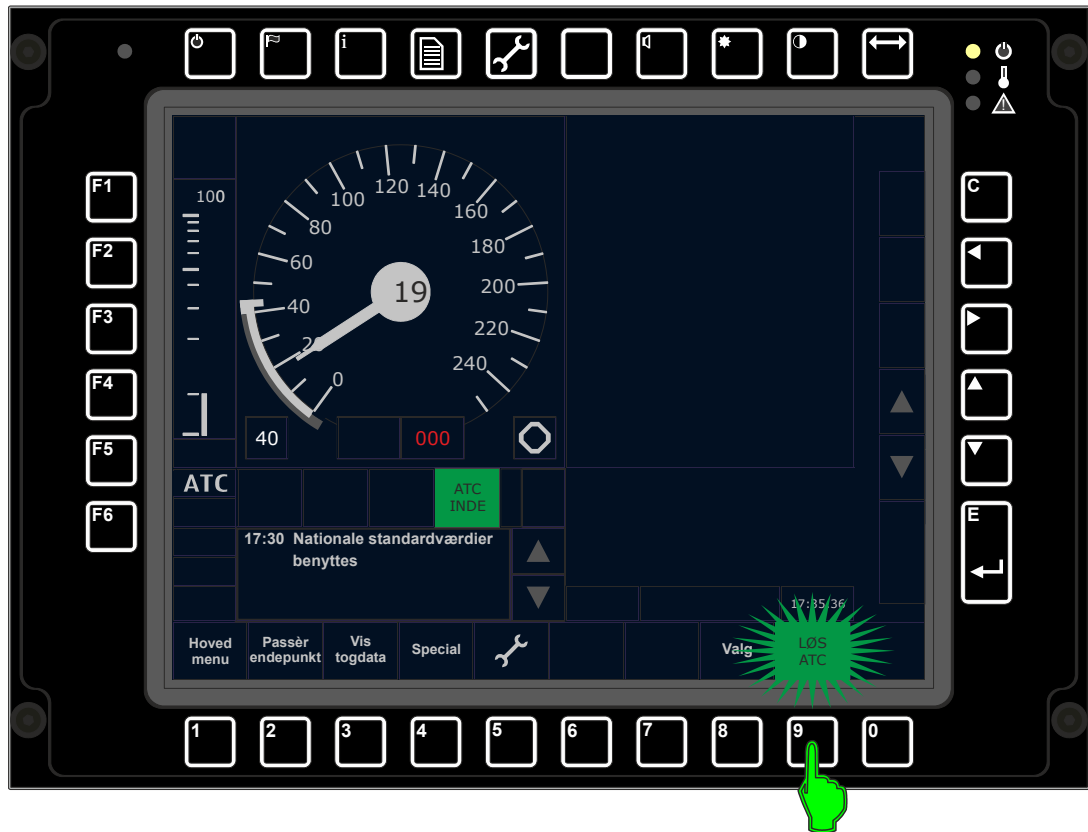 i
F1
F2
F3
F4
F5
F6
C
E
100
0
20
40
60
80
100
120
140
160
180
200
220
240
19
40
000
ATC
ATC
INDE
17:30 Nationale standardværdier
benyttes
17:35:36
Hoved
menu
Passèr
endepunkt
Vis
togdata
Special
Valg
LØS
ATC
1
2
3
4
5
6
7
8
9
0